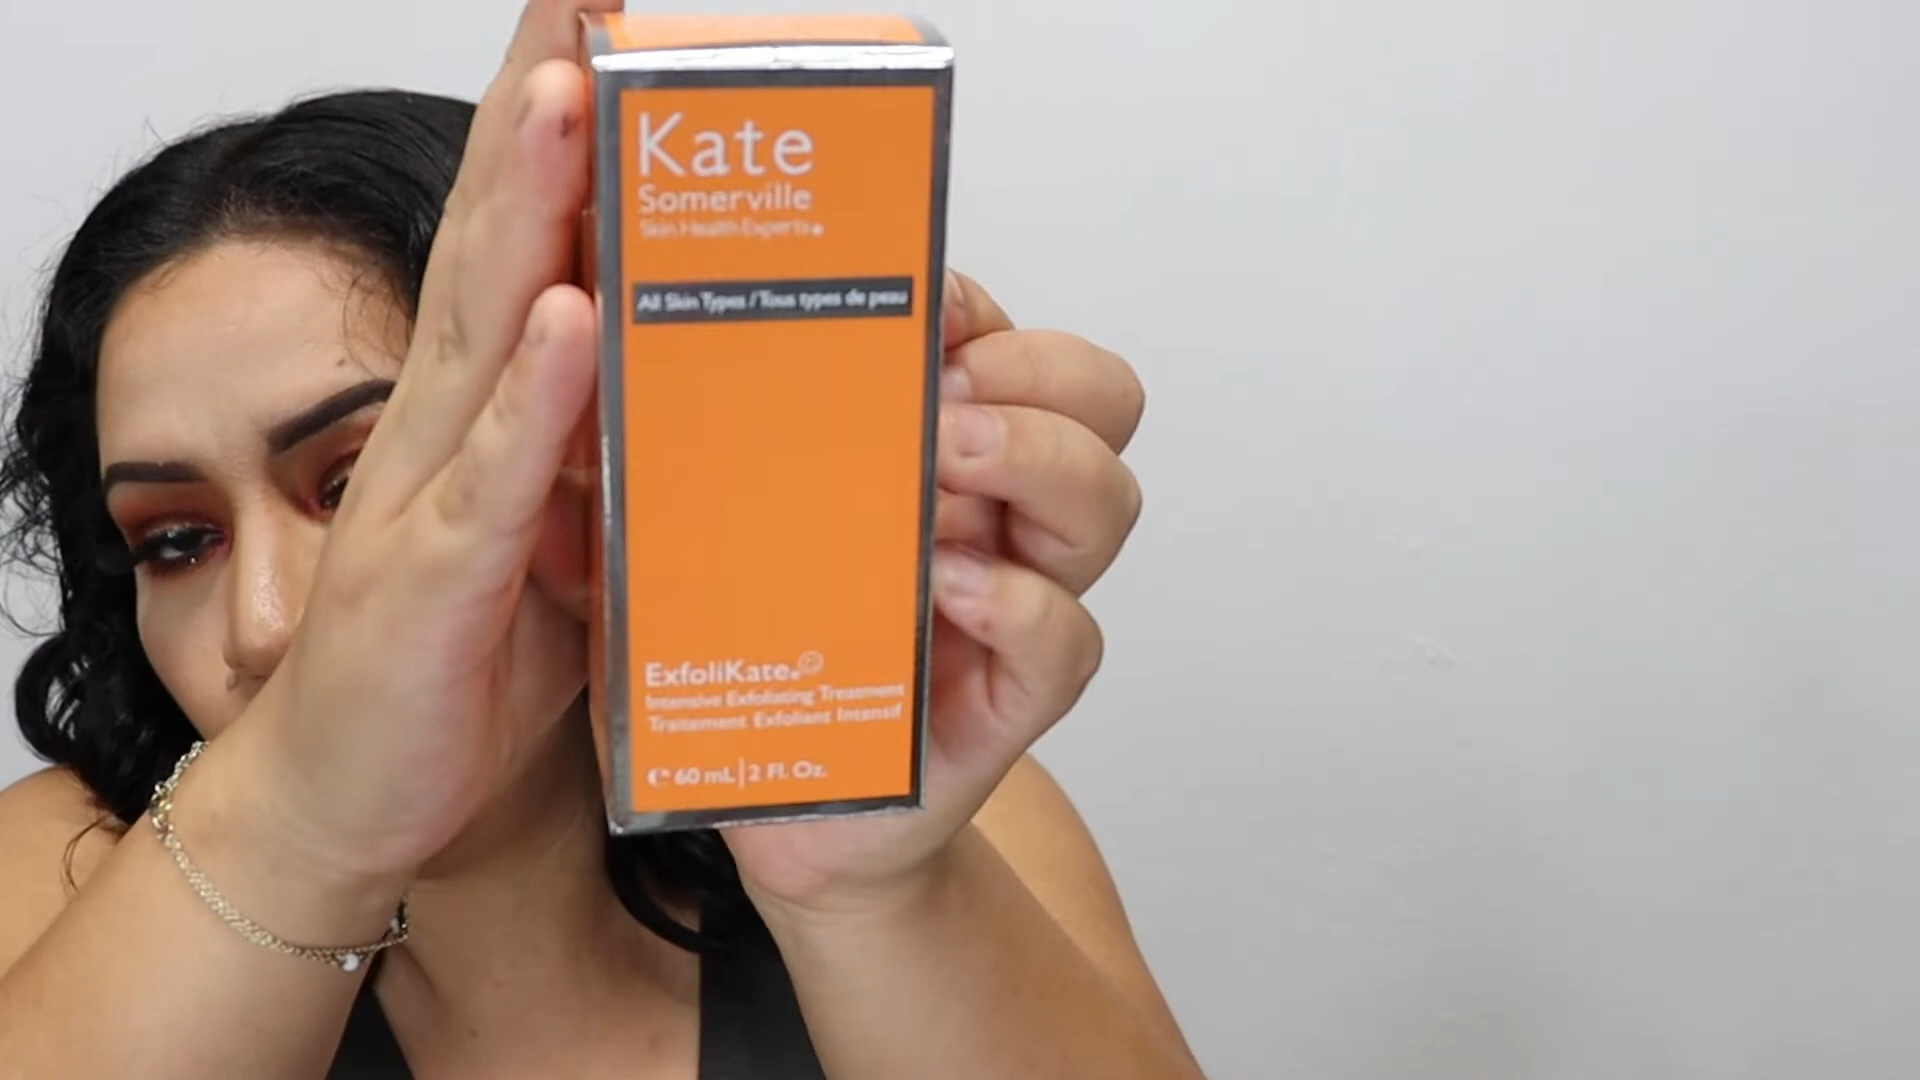 Kate
Somerville
Skin Health Experts.
All Skin Types / Tous types de peau
ExfoliKate.
Intensive Exfoliating Treatment
Traitement Exfoliant Intensif
℮ 60 mL | 2 Fl. Oz.